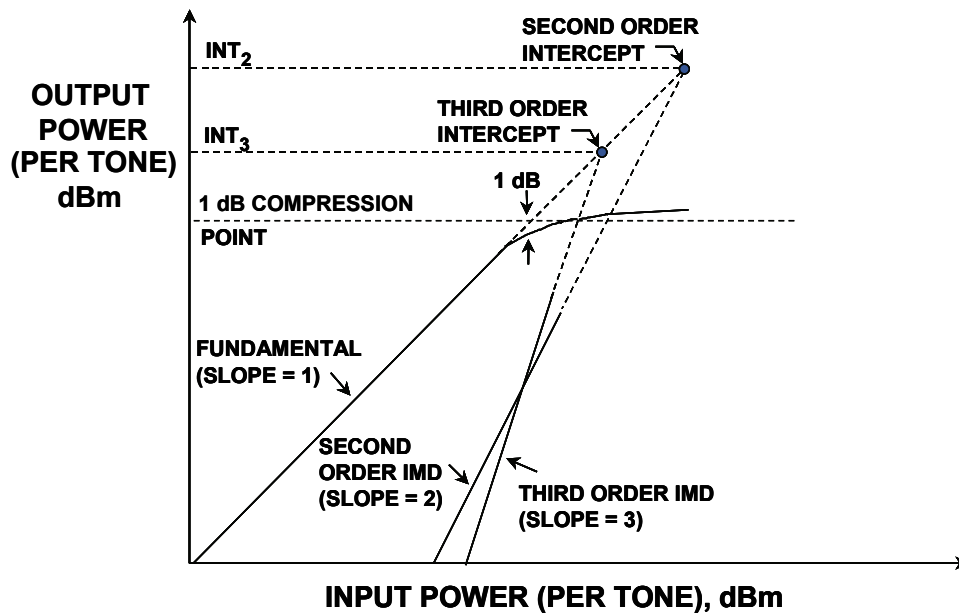 SECOND ORDER
INTERCEPT
INT2
OUTPUT
POWER
(PER TONE)
dBm
THIRD ORDER
INTERCEPT
INT3
1 dB
1 dB COMPRESSION
POINT
FUNDAMENTAL
(SLOPE = 1)
SECOND
ORDER IMD
(SLOPE = 2)
THIRD ORDER IMD
(SLOPE = 3)
INPUT POWER (PER TONE), dBm